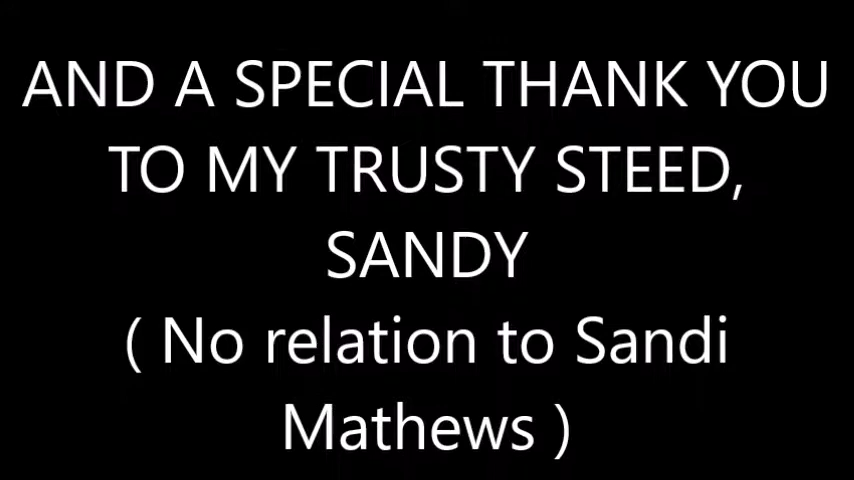 AND A SPECIAL THANK YOU
TO MY TRUSTY STEED,
SANDY
( No relation to Sandi
Mathews )